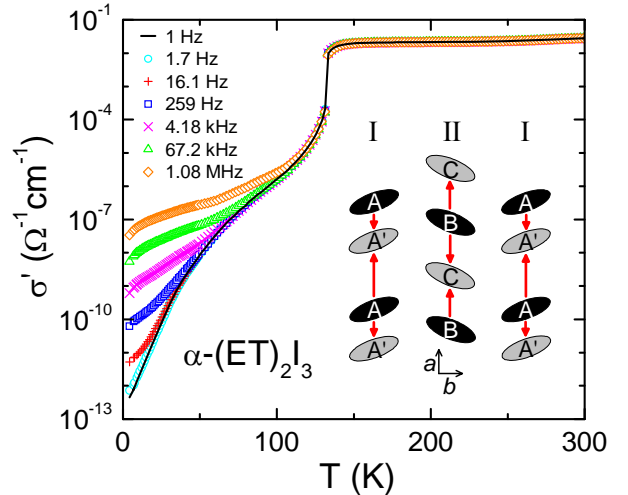 10⁻¹
10⁻⁴
10⁻⁷
10⁻¹⁰
10⁻¹³
σ' (Ω⁻¹cm⁻¹)
1 Hz
1.7 Hz
16.1 Hz
259 Hz
4.18 kHz
67.2 kHz
1.08 MHz
I II I
C
A A
B
A' A'
C
A A
B
A' A'
a
b
α-(ET)₂I₃
0 100 200 300
T (K)